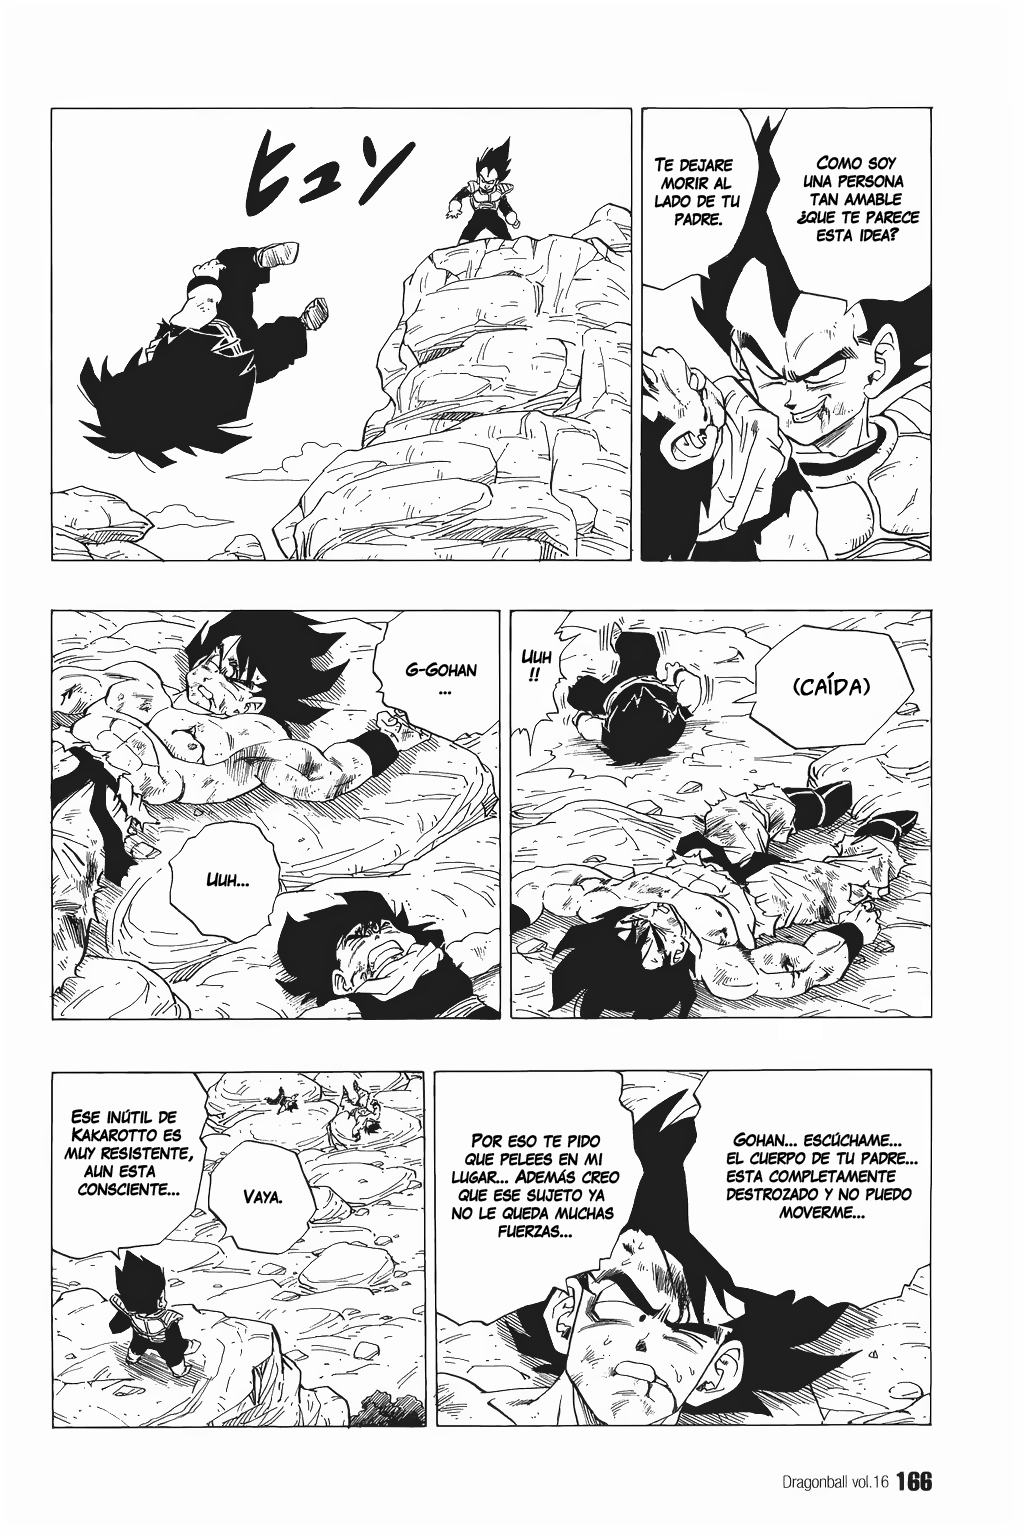 COMO SOY
UNA PERSONA
TAN AMABLE
¿QUE TE PARECE
ESTA IDEA?
TE DEJARE
MORIR AL
LADO DE TU
PADRE.
ヒュン
(CAÍDA)
UUH
!!
G-GOHAN
...
UUH...
GOHAN... ESCÚCHAME...
EL CUERPO DE TU PADRE...
ESTA COMPLETAMENTE
DESTROZADO Y NO PUEDO
MOVERME...
POR ESO TE PIDO
QUE PELEES EN MI
LUGAR... ADEMÁS CREO
QUE ESE SUJETO YA
NO LE QUEDA MUCHAS
FUERZAS...
VAYA.
ESE INÚTIL DE
KAKAROTTO ES
MUY RESISTENTE,
AUN ESTA
CONSCIENTE...
Dragonball vol.16 166